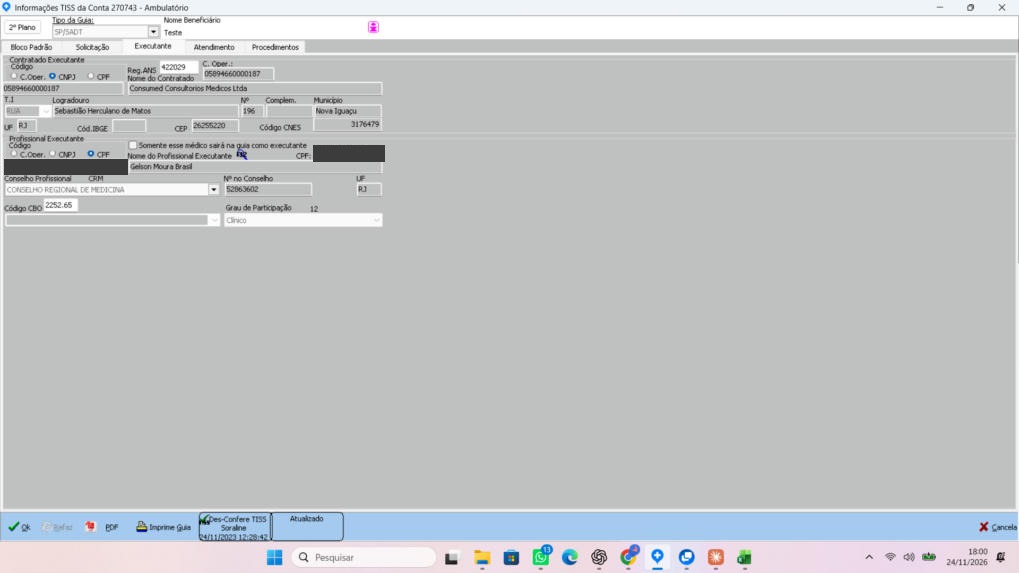 Informações TISS da Conta 270743 - Ambulatório
2º Plano
Tipo da Guia:
SP/SADT
Nome Beneficiário
Teste
Bloco Padrão Solicitação Executante Atendimento Procedimentos
Contratado Executante
Código
C.Oper. CNPJ CPF
Reg.ANS 422029
C. Oper.:
05894660000187
Nome do Contratado
05894660000187 Consumed Consultorios Medicos Ltda
T.l Logradouro Nº Complem. Município
RUA Sebastião Herculano de Matos 196 Nova Iguaçu
UF RJ Cód.IBGE CEP 26255220 Código CNES 3176479
Profissional Executante
Código
C.Oper. CNPJ CPF
Somente esse médico sairá na guia como executante
Nome do Profissional Executante CPF:
Gelson Moura Brasil
Conselho Profissional CRM Nº no Conselho UF
CONSELHO REGIONAL DE MEDICINA 52863602 RJ
Código CBO 2252.65 Grau de Participação 12
Clínico
Ok Refaz PDF Imprime Guia Des-Confere TISS
Soraline
24/11/2023 12:28:42
Atualizado
Cancela
Pesquisar
13
4
18:00
24/11/2026